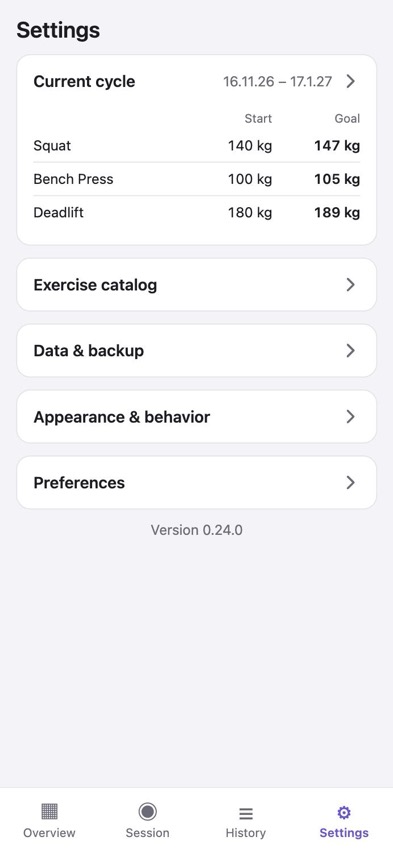 Settings
Current cycle 16.11.26 – 17.1.27
Start Goal
Squat 140 kg 147 kg
Bench Press 100 kg 105 kg
Deadlift 180 kg 189 kg
Exercise catalog
Data & backup
Appearance & behavior
Preferences
Version 0.24.0
Overview Session History Settings